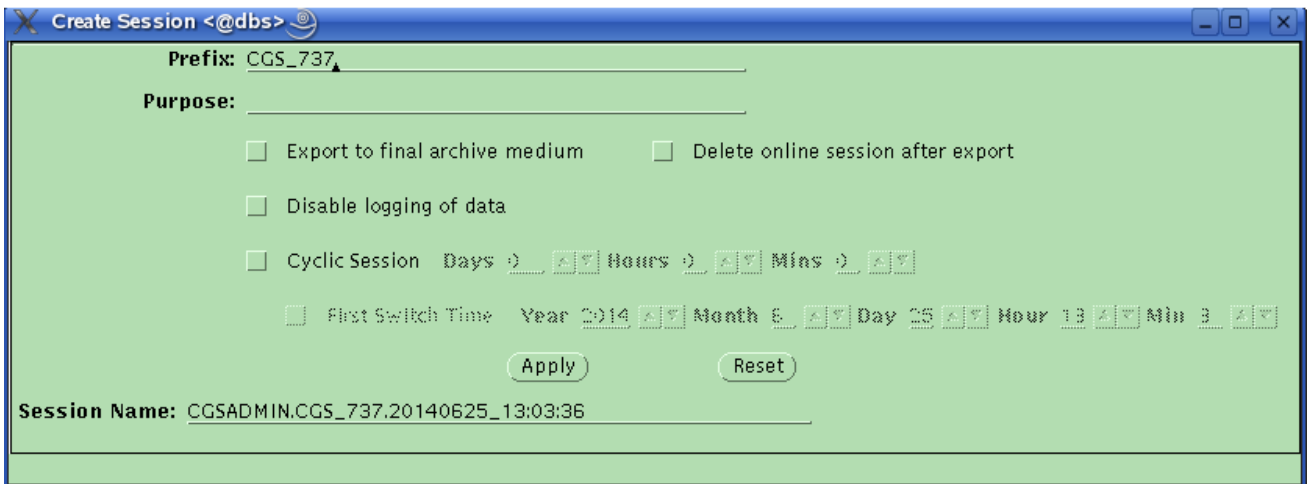 Create Session <@dbs>
Prefix: CGS_737
Purpose:
Export to final archive medium Delete online session after export
Disable logging of data
Cyclic Session Days 0 Hours 0 Mins 0
First Switch Time Year 2014 Month 6 Day 25 Hour 13 Min 3
Apply Reset
Session Name: CGSADMIN.CGS_737.20140625_13:03:36